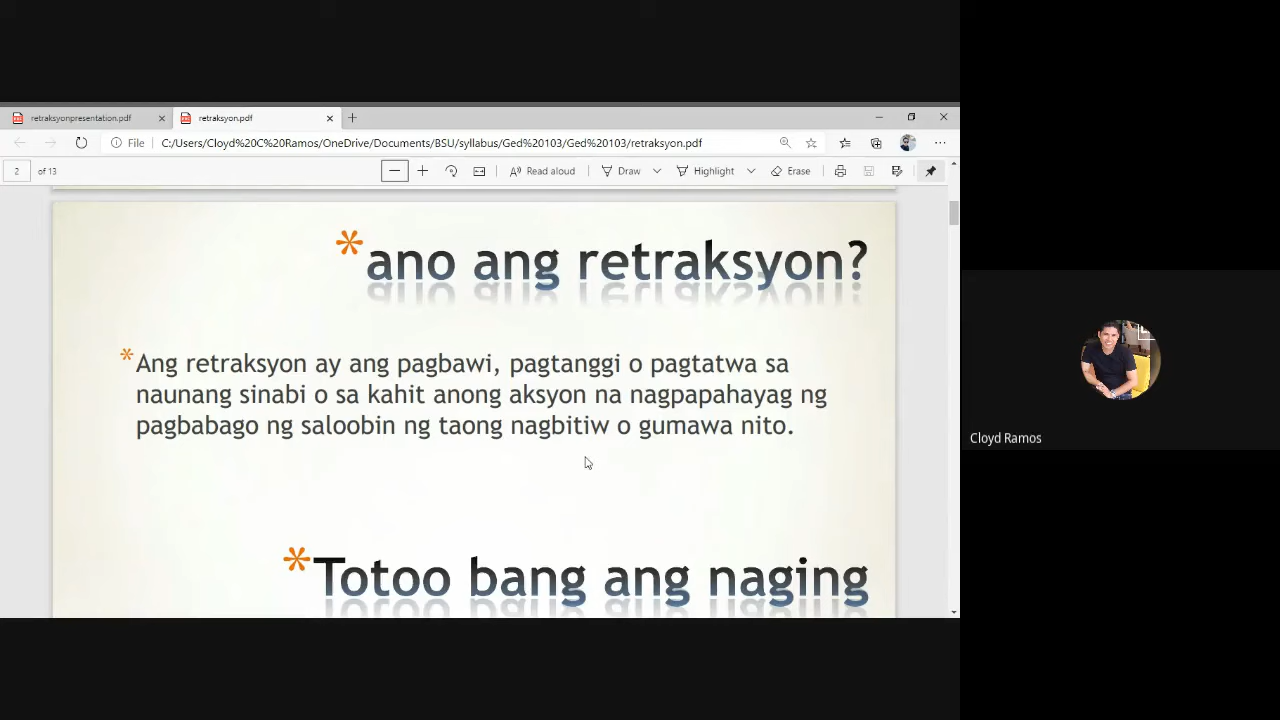 retraksyonpresentation.pdf
retraksyon.pdf
File
C:/Users/Cloyd%20C%20Ramos/OneDrive/Documents/BSU/syllabus/Ged%20103/Ged%20103/retraksyon.pdf
2 of 13
Read aloud
Draw
Highlight
Erase
*ano ang retraksyon?
*Ang retraksyon ay ang pagbawi, pagtanggi o pagtatwa sa
naunang sinabi o sa kahit anong aksyon na nagpapahayag ng
pagbabago ng saloobin ng taong nagbitiw o gumawa nito.
*Totoo bang ang naging
Cloyd Ramos